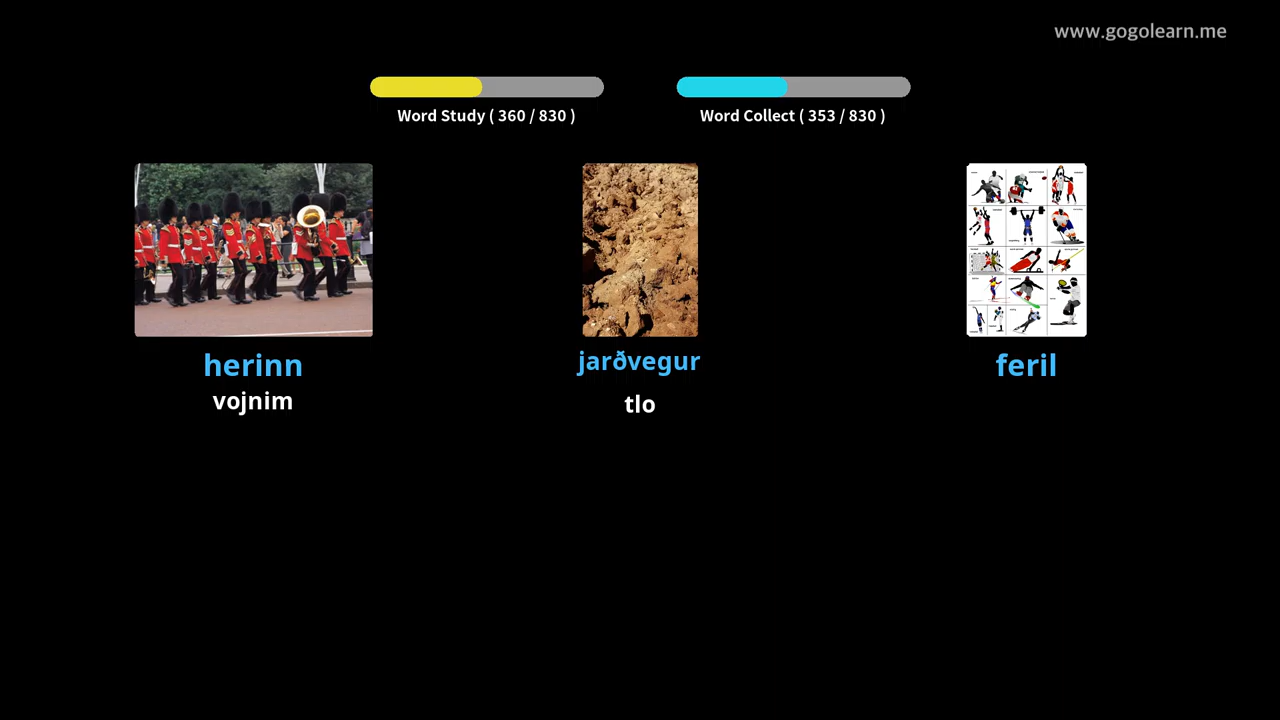 www.gogolearn.me
Word Study ( 360 / 830 )
Word Collect ( 353 / 830 )
herinn
jarðvegur
feril
vojnim
tlo